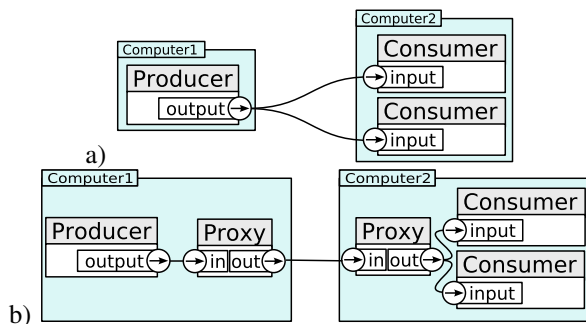 Computer1
Computer2
Producer
output
Consumer
input
Consumer
input
a)
Computer1
Computer2
Producer
output
Proxy
in out
Proxy
in out
Consumer
input
Consumer
input
b)